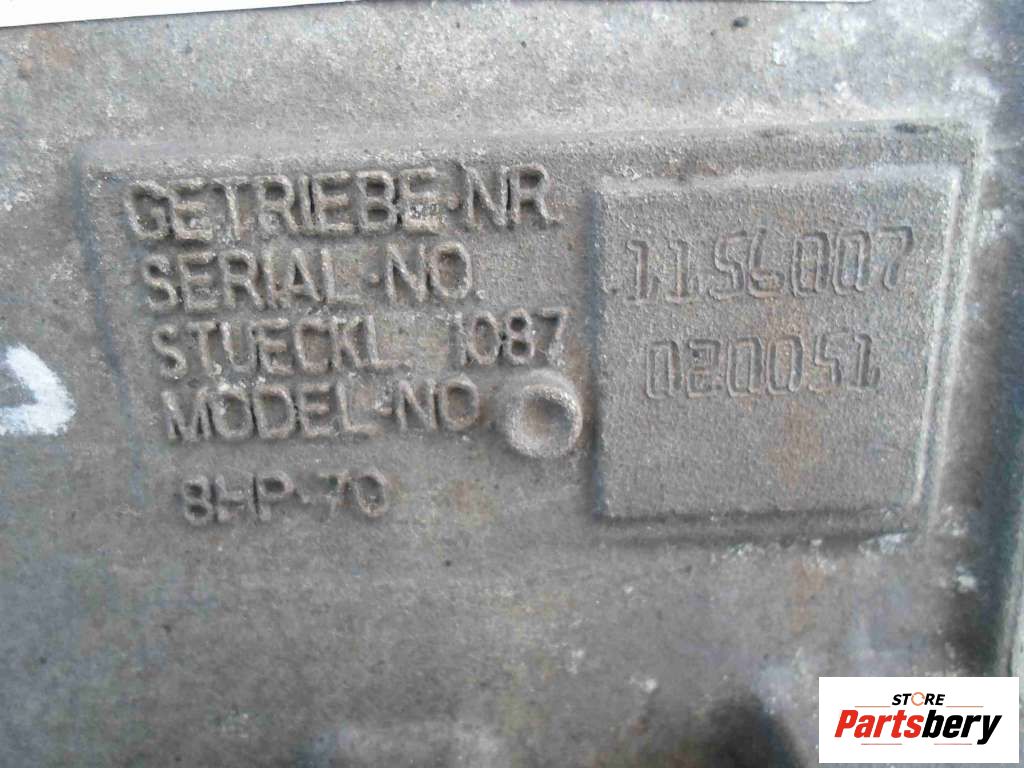 GETRIEBE-NR.
SERIAL-NO.
STUECKL. 1087
MODEL-NO.
8HP-70
1156007
020051
STORE
Partsbery